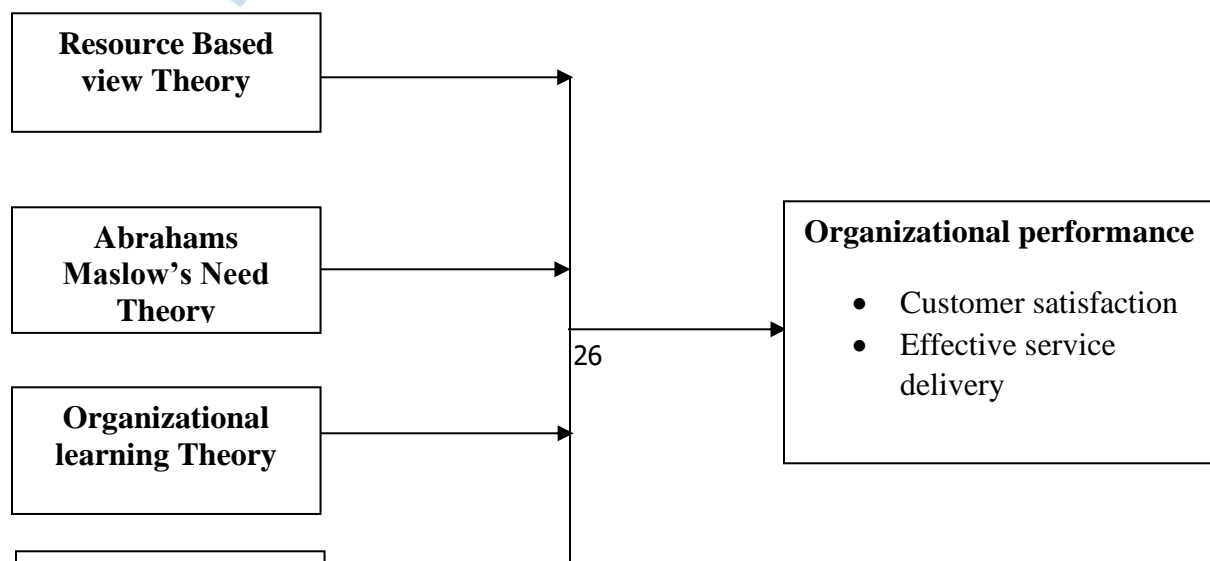 Resource Based
view Theory
Abrahams
Maslow's Need
Theory
Organizational
learning Theory
Organizational performance
• Customer satisfaction
• Effective service
delivery
26